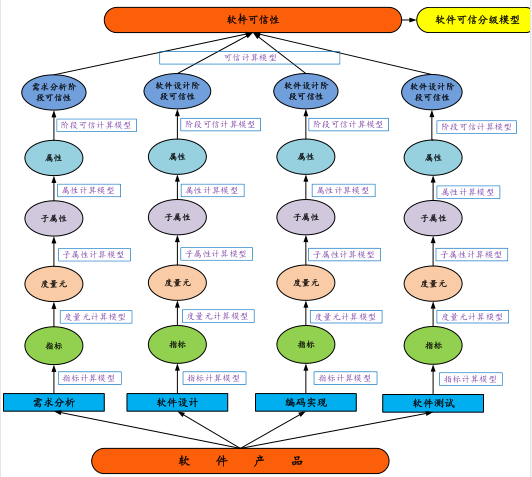 软件可信性
软件可信分级模型
可信计算模型
需求分析阶
段可信性
软件设计阶
段可信性
软件设计阶
段可信性
软件设计阶
段可信性
阶段可信计算模型
阶段可信计算模型
阶段可信计算模型
阶段可信计算模型
属性
属性
属性
属性
属性计算模型
属性计算模型
属性计算模型
属性计算模型
子属性
子属性
子属性
子属性
子属性计算模型
子属性计算模型
子属性计算模型
子属性计算模型
度量元
度量元
度量元
度量元
度量元计算模型
度量元计算模型
度量元计算模型
度量元计算模型
指标
指标
指标
指标
指标计算模型
指标计算模型
指标计算模型
指标计算模型
需求分析
软件设计
编码实现
软件测试
软件产品